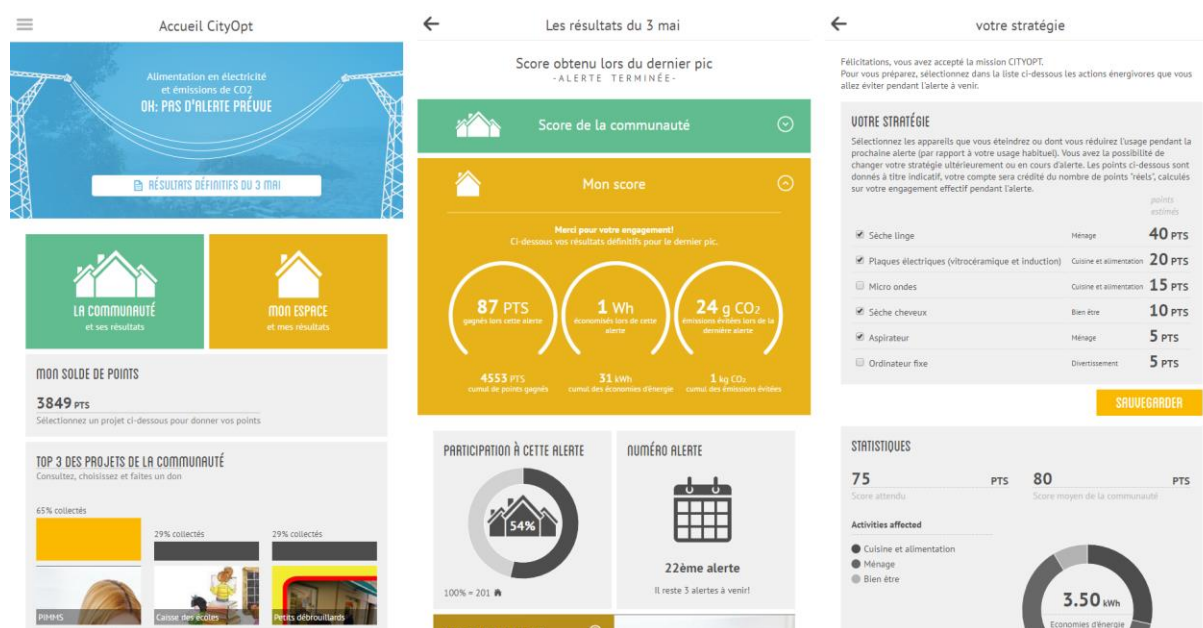 Accueil CityOpt
Alimentation en électricité
et émissions de CO2
OK: PAS D'ALERTE PRÉVUE
RÉSULTATS DÉFINITIFS DU 3 MAI
LA COMMUNAUTÉ
et ses résultats
MON ESPACE
et mes résultats
MON SOLDE DE POINTS
3849 PTS
Sélectionnez un projet ci-dessous pour donner vos points
TOP 3 DES PROJETS DE LA COMMUNAUTÉ
Consultez, choisissez et faites un don
65% collectés
29% collectés
29% collectés
PIMMS
Caisse des écoles
Petits débrouillards
Les résultats du 3 mai
Score obtenu lors du dernier pic
-ALERTE TERMINÉE-
Score de la communauté
Mon score
Merci pour votre engagement!
Ci-dessous vos résultats définitifs pour le dernier pic.
87 PTS
gagnés lors cette alerte
1 Wh
économisés lors de cette
alerte
24 g CO2
émissions évitées lors de la
dernière alerte
4553 PTS
cumul de points gagnés
31 kWh
cumul des économies d'énergie
1 kg CO2
cumul des émissions évitées
PARTICIPATION À CETTE ALERTE
54%
100% = 201
NUMÉRO ALERTE
22ème alerte
Il reste 3 alertes à venir!
votre stratégie
Félicitations, vous avez accepté la mission CITYOPT.
Pour vous préparez, sélectionnez dans la liste ci-dessous les actions énergivores que vous
allez éviter pendant l'alerte à venir.
VOTRE STRATÉGIE
Sélectionnez les appareils que vous éteindrez ou dont vous réduirez l'usage pendant la
prochaine alerte (par rapport à votre usage habituel). Vous avez la possibilité de
changer votre stratégie ultérieurement ou en cours d'alerte. Les points ci-dessous sont
donnés à titre indicatif, votre compte sera crédité du nombre de points "réels", calculés
sur votre engagement effectif pendant l'alerte.
points
estimés
Sèche linge Ménage 40 PTS
Plaques électriques (vitrocéramique et induction) Cuisine et alimentation 20 PTS
Micro ondes Cuisine et alimentation 15 PTS
Sèche cheveux Bien être 10 PTS
Aspirateur Ménage 5 PTS
Ordinateur fixe Divertissement 5 PTS
SAUVEGARDER
STATISTIQUES
75 PTS
Score attendu
80 PTS
Score moyen de la communauté
Activities affected
Cuisine et alimentation
Ménage
Bien être
3.50 kWh
Economies d'énergie